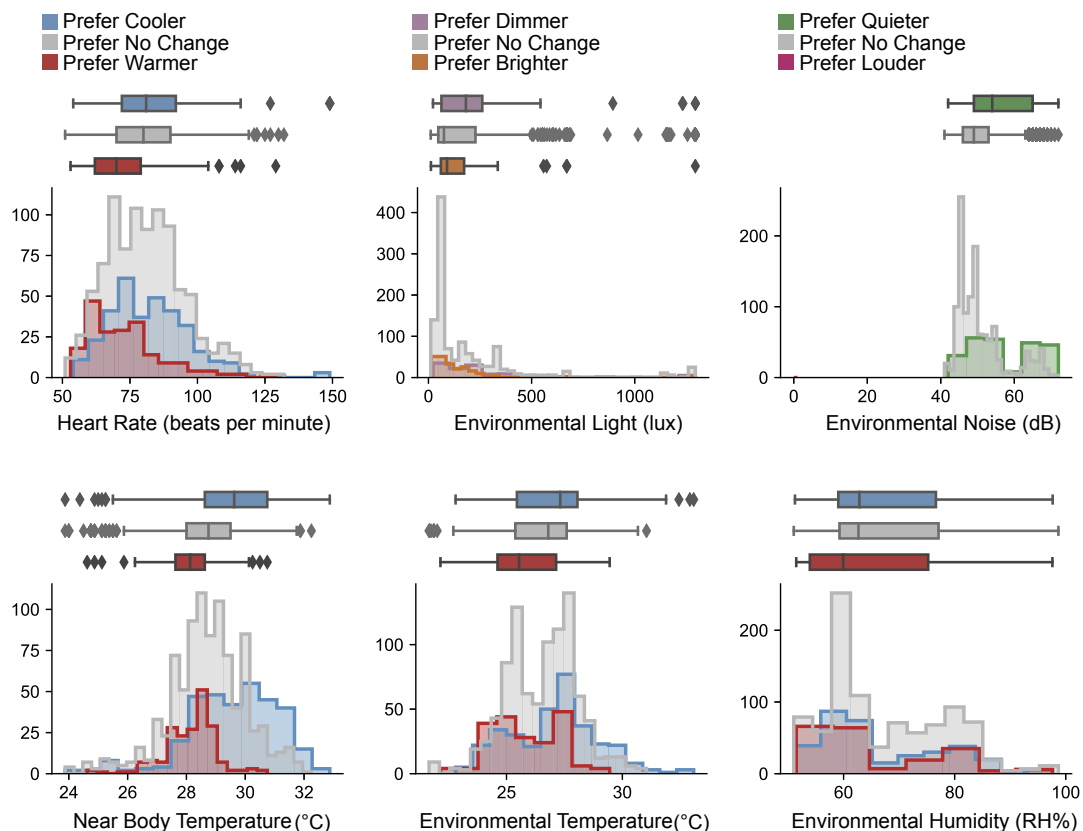 Prefer Cooler
Prefer No Change
Prefer Warmer
Prefer Dimmer
Prefer No Change
Prefer Brighter
Prefer Quieter
Prefer No Change
Prefer Louder
100
75
50
25
0
50 75 100 125 150
Heart Rate (beats per minute)
400
300
200
100
0
0 500 1000
Environmental Light (lux)
200
100
0
0 20 40 60
Environmental Noise (dB)
100
75
50
25
0
24 26 28 30 32
Near Body Temperature (°C)
100
50
0
25 30
Environmental Temperature(°C)
200
100
0
60 80 100
Environmental Humidity (RH%)